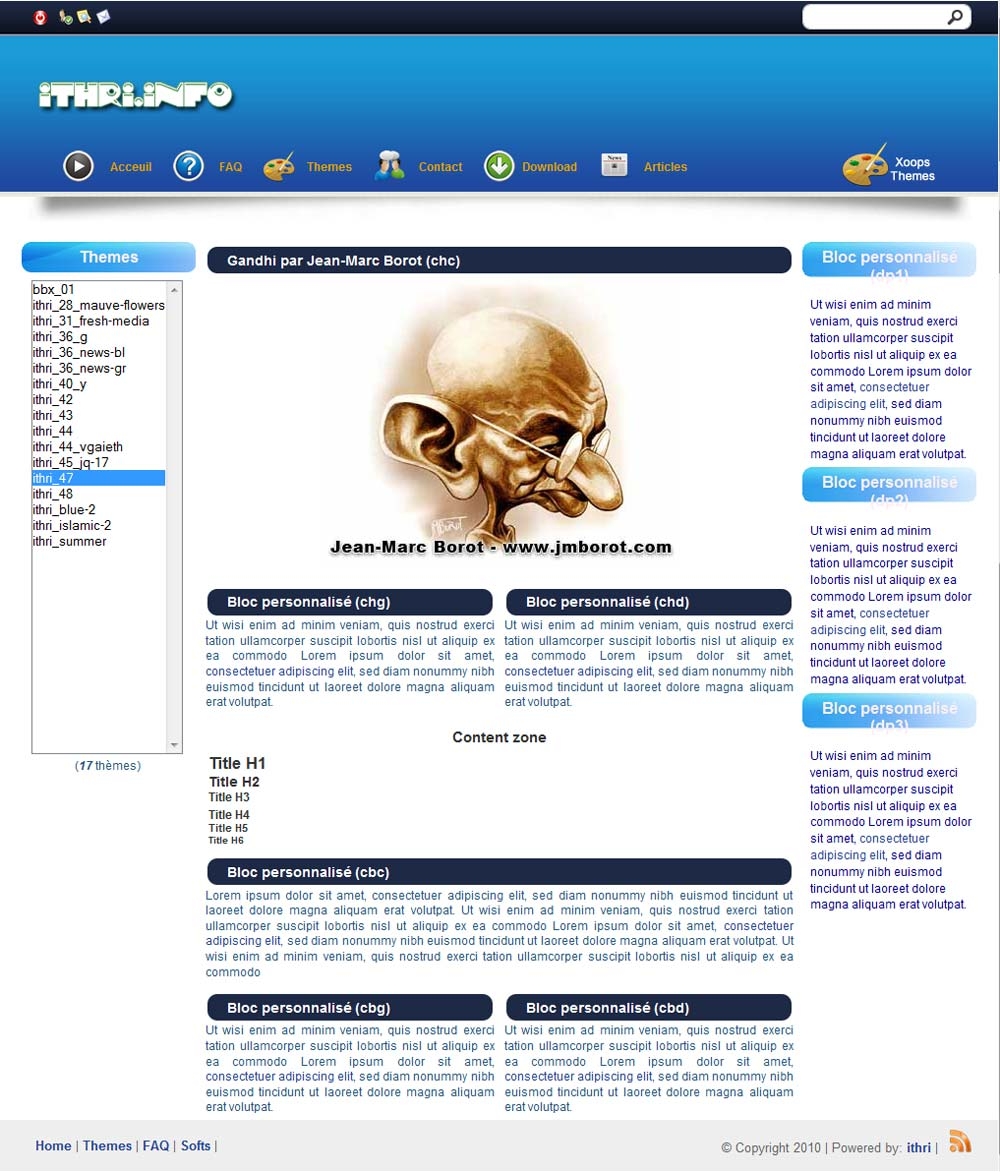 iTHRi.iNFO
Acceuil
FAQ
Themes
Contact
Download
News
Articles
Xoops
Themes
Themes
bbx_01
ithri_28_mauve-flowers
ithri_31_fresh-media
ithri_36_g
ithri_36_news-bl
ithri_36_news-gr
ithri_40_y
ithri_42
ithri_43
ithri_44
ithri_44_vgaieth
ithri_45_jq-17
ithri_47
ithri_48
ithri_blue-2
ithri_islamic-2
ithri_summer
(17 thèmes)
Gandhi par Jean-Marc Borot (chc)
Jean-Marc Borot - www.jmborot.com
Bloc personnalisé (chg)
Ut wisi enim ad minim veniam, quis nostrud exerci
tation ullamcorper suscipit lobortis nisl ut aliquip ex
ea commodo Lorem ipsum dolor sit amet,
consectetuer adipiscing elit, sed diam nonummy nibh
euismod tincidunt ut laoreet dolore magna aliquam
erat volutpat.
Bloc personnalisé (chd)
Ut wisi enim ad minim veniam, quis nostrud exerci
tation ullamcorper suscipit lobortis nisl ut aliquip ex
ea commodo Lorem ipsum dolor sit amet,
consectetuer adipiscing elit, sed diam nonummy nibh
euismod tincidunt ut laoreet dolore magna aliquam
erat volutpat.
Content zone
Title H1
Title H2
Title H3
Title H4
Title H5
Title H6
Bloc personnalisé (cbc)
Lorem ipsum dolor sit amet, consectetuer adipiscing elit, sed diam nonummy nibh euismod tincidunt ut
laoreet dolore magna aliquam erat volutpat. Ut wisi enim ad minim veniam, quis nostrud exerci tation
ullamcorper suscipit lobortis nisl ut aliquip ex ea commodo Lorem ipsum dolor sit amet, consectetuer
adipiscing elit, sed diam nonummy nibh euismod tincidunt ut laoreet dolore magna aliquam erat volutpat. Ut
wisi enim ad minim veniam, quis nostrud exerci tation ullamcorper suscipit lobortis nisl ut aliquip ex ea
commodo
Bloc personnalisé (cbg)
Ut wisi enim ad minim veniam, quis nostrud exerci
tation ullamcorper suscipit lobortis nisl ut aliquip ex
ea commodo Lorem ipsum dolor sit amet,
consectetuer adipiscing elit, sed diam nonummy nibh
euismod tincidunt ut laoreet dolore magna aliquam
erat volutpat.
Bloc personnalisé (cbd)
Ut wisi enim ad minim veniam, quis nostrud exerci
tation ullamcorper suscipit lobortis nisl ut aliquip ex
ea commodo Lorem ipsum dolor sit amet,
consectetuer adipiscing elit, sed diam nonummy nibh
euismod tincidunt ut laoreet dolore magna aliquam
erat volutpat.
Bloc personnalisé
(dp1)
Ut wisi enim ad minim
veniam, quis nostrud exerci
tation ullamcorper suscipit
lobortis nisl ut aliquip ex ea
commodo Lorem ipsum dolor
sit amet, consectetuer
adipiscing elit, sed diam
nonummy nibh euismod
tincidunt ut laoreet dolore
magna aliquam erat volutpat.
Bloc personnalisé
(dp2)
Ut wisi enim ad minim
veniam, quis nostrud exerci
tation ullamcorper suscipit
lobortis nisl ut aliquip ex ea
commodo Lorem ipsum dolor
sit amet, consectetuer
adipiscing elit, sed diam
nonummy nibh euismod
tincidunt ut laoreet dolore
magna aliquam erat volutpat.
Bloc personnalisé
(dp3)
Ut wisi enim ad minim
veniam, quis nostrud exerci
tation ullamcorper suscipit
lobortis nisl ut aliquip ex ea
commodo Lorem ipsum dolor
sit amet, consectetuer
adipiscing elit, sed diam
nonummy nibh euismod
tincidunt ut laoreet dolore
magna aliquam erat volutpat.
Home | Themes | FAQ | Softs |
© Copyright 2010 | Powered by: ithri |